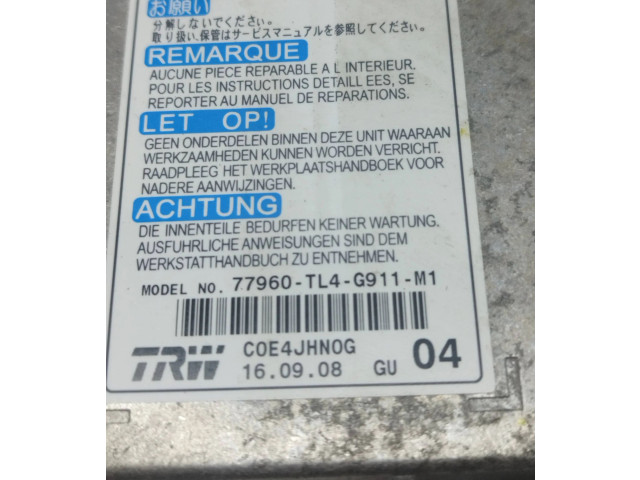 お願い
分解しないでください。
取り扱い、保管はサービスマニュアルを参照してください。
REMARQUE
AUCUNE PIECE REPARABLE A L INTERIEUR.
POUR LES INSTRUCTIONS DETAILL EES, SE
REPORTER AU MANUEL DE REPARATIONS.
LET OP!
GEEN ONDERDELEN BINNEN DEZE UNIT WAARAAN
WERKZAAMHEDEN KUNNEN WORDEN VERRICHT.
RAADPLEEG HET WERKPLAATSHANDBOEK VOOR
NADERE AANWIJZINGEN.
ACHTUNG
DIE INNENTEILE BEDURFEN KEINER WARTUNG.
AUSFUHRLICHE ANWEISUNGEN SIND DEM
WERKSTATTHANDBUCH ZU ENTNEHMEN.
MODEL NO. 77960-TL4-G911-M1
TRW C0E4JHN0G
16.09.08 GU 04